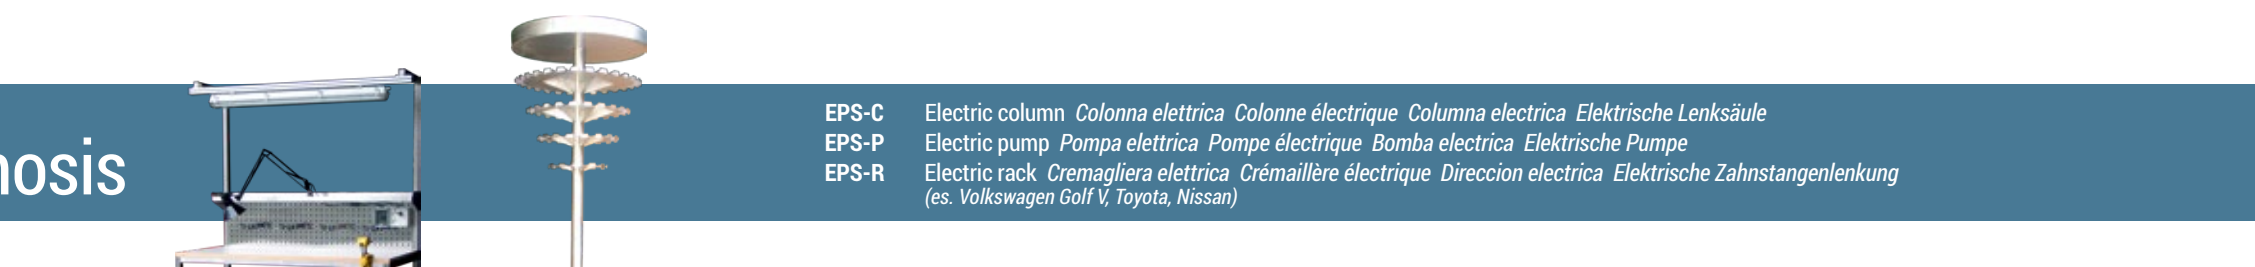 nosis
EPS-C Electric column Colonna elettrica Colonne électrique Columna electrica Elektrische Lenksäule
EPS-P Electric pump Pompa elettrica Pompe électrique Bomba electrica Elektrische Pumpe
EPS-R Electric rack Cremagliera elettrica Crémaillère électrique Direccion electrica Elektrische Zahnstangenlenkung
(es. Volkswagen Golf V, Toyota, Nissan)